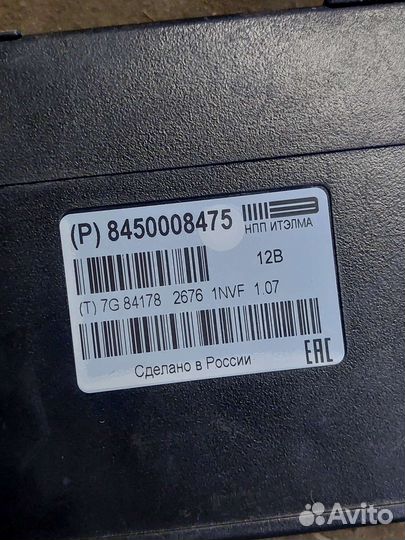 (P) 8450008475
НПП ИТЭЛМА
12В
(T) 7G 84178 2676 1NVF 1.07
Сделано в России
EAC
Avito